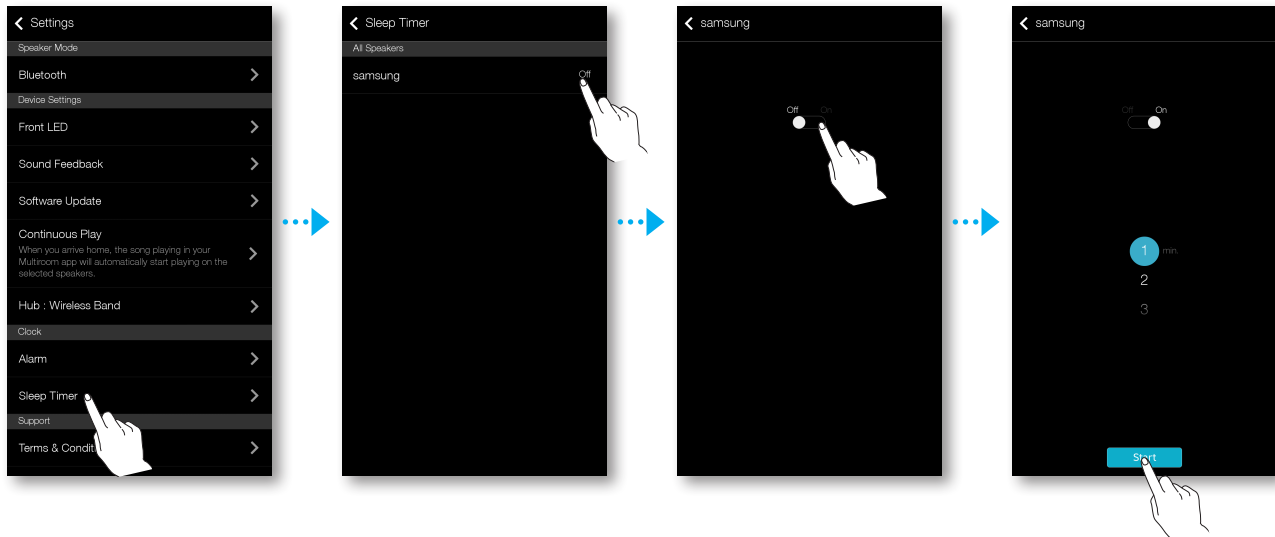 Settings
Speaker Mode
Bluetooth
Device Settings
Front LED
Sound Feedback
Software Update
Continuous Play
When you arrive home, the song playing in your
Multiroom app will automatically start playing on the
selected speakers.
Hub : Wireless Band
Clock
Alarm
Sleep Timer
Support
Terms &
Sleep Timer
All Speakers
samsung
Off
samsung
Off On
samsung
Off On
1 min.
2
3
Start